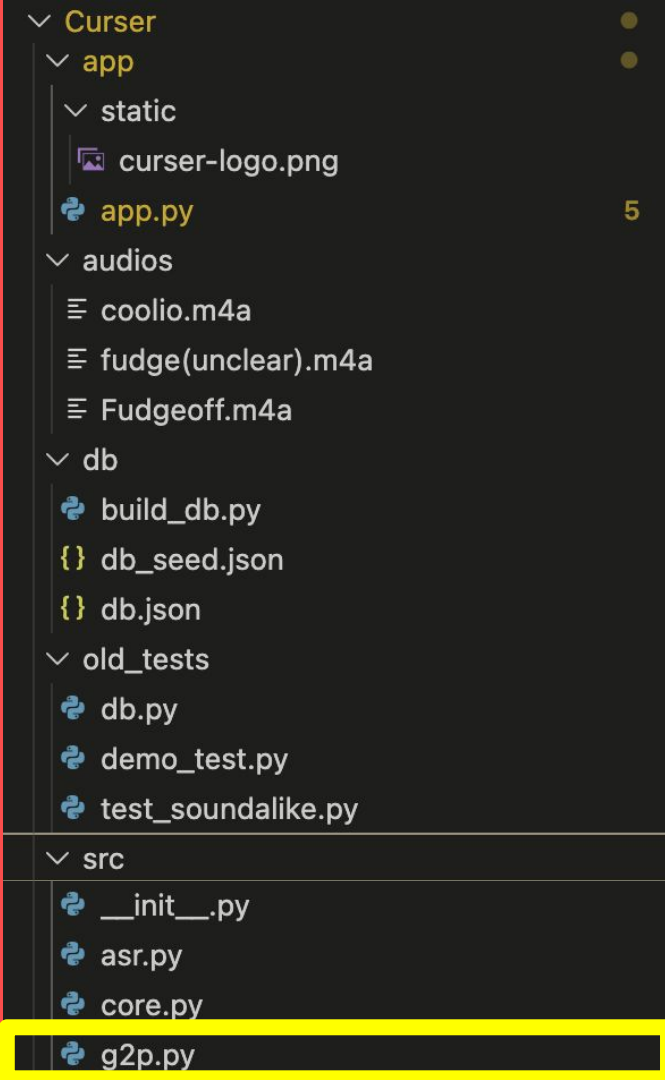 Curser
app
static
curser-logo.png
app.py 5
audios
coolio.m4a
fudge(unclear).m4a
Fudgeoff.m4a
db
build_db.py
{} db_seed.json
{} db.json
old_tests
db.py
demo_test.py
test_soundalike.py
src
__init__.py
asr.py
core.py
g2p.py